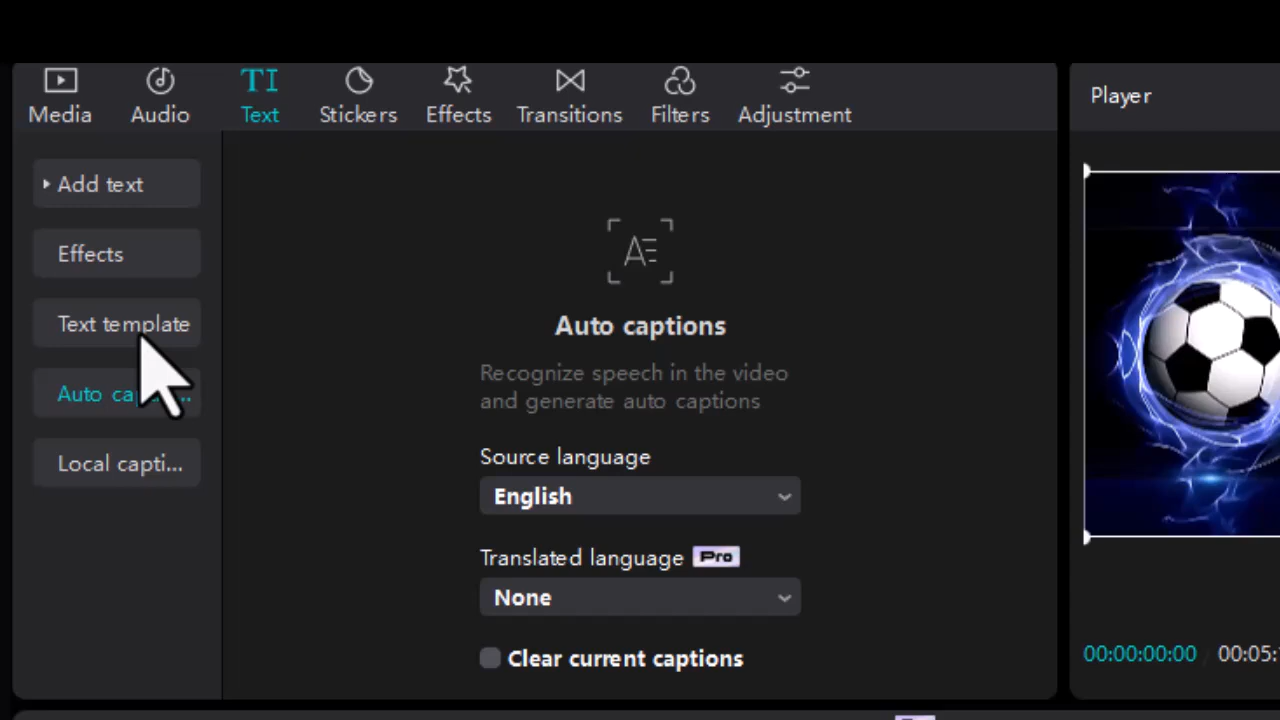 Media
Audio
TI
Text
Stickers
Effects
Transitions
Filters
Adjustment
Player
Add text
Effects
Text template
Auto
Local capti...
A
Auto captions
Recognize speech in the video
and generate auto captions
Source language
English
Translated language Pro
None
Clear current captions
00:00:00:00